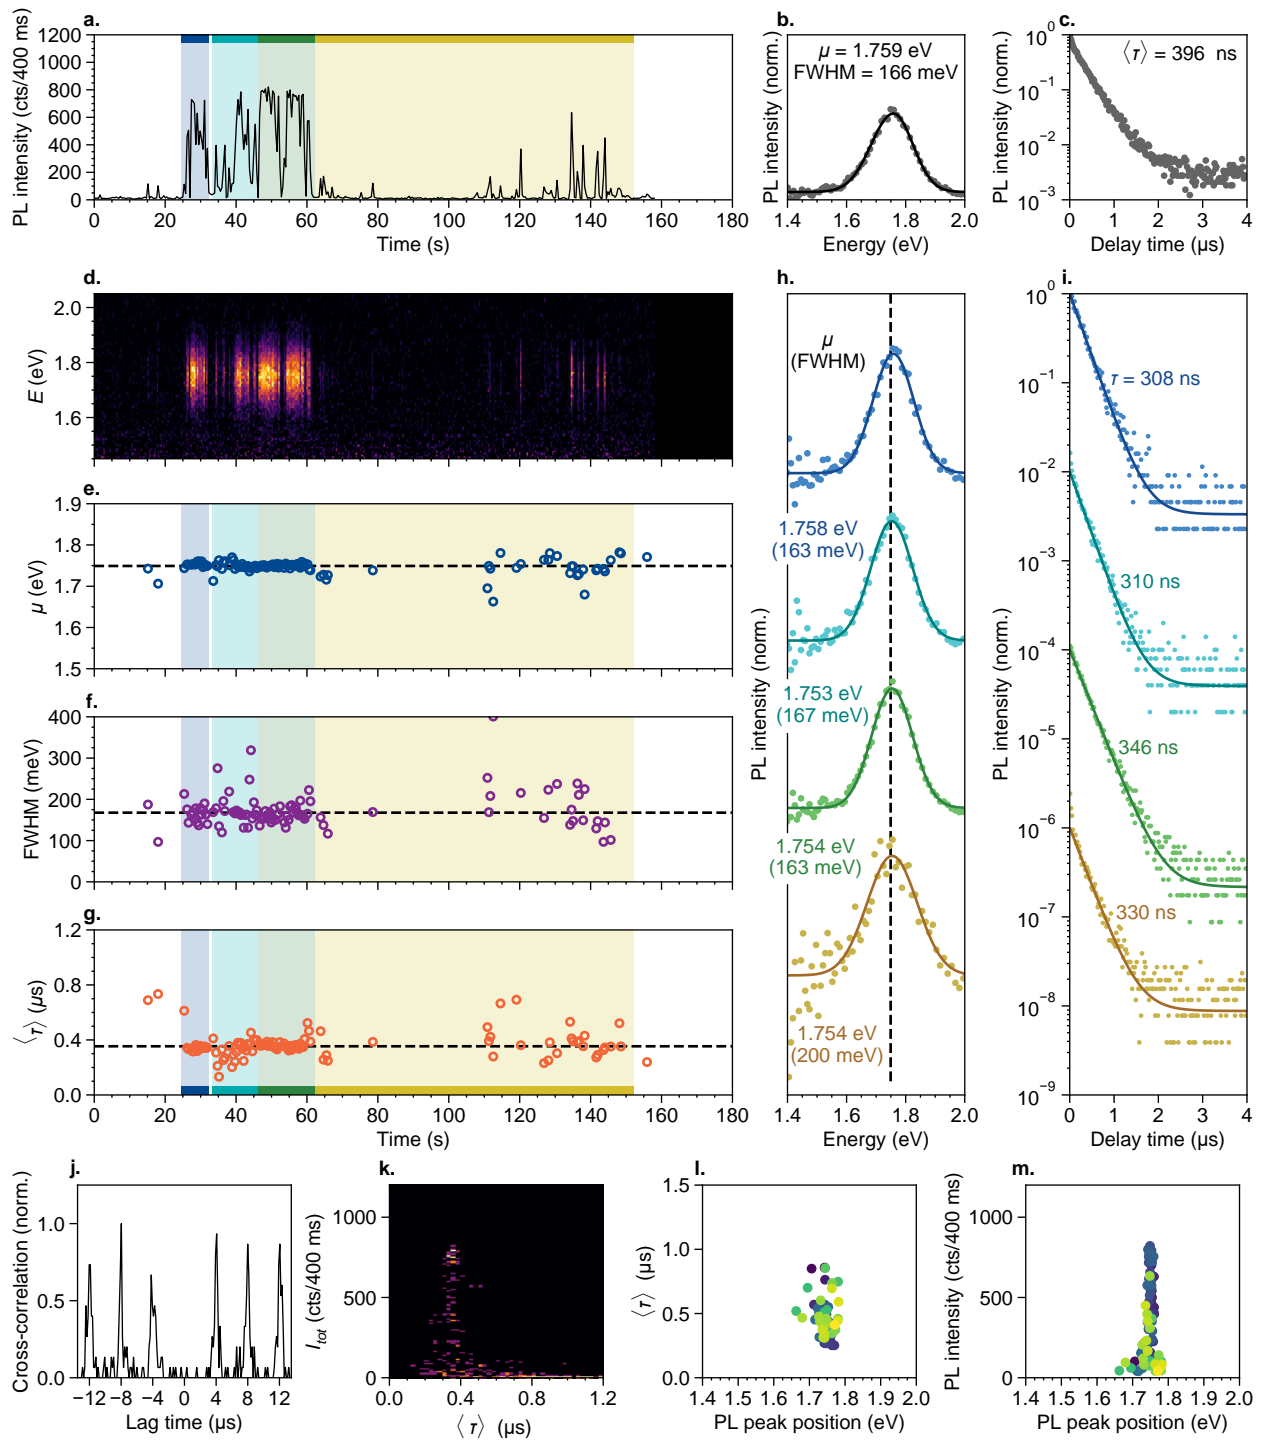 a.
PL intensity (cts/400 ms)
1200
1000
800
600
400
200
0
0 20 40 60 80 100 120 140 160 180
Time (s)
b.
PL intensity (norm.)
μ = 1.759 eV
FWHM = 166 meV
1.4 1.6 1.8 2.0
Energy (eV)
c.
PL intensity (norm.)
⟨τ⟩ = 396 ns
10⁰
10⁻¹
10⁻²
10⁻³
0 1 2 3 4
Delay time (μs)
d.
E (eV)
2.0
1.8
1.6
e.
μ (eV)
1.9
1.8
1.7
1.6
1.5
f.
FWHM (meV)
400
300
200
100
0
g.
⟨τ⟩ (μs)
1.2
0.8
0.4
0.0
0 20 40 60 80 100 120 140 160 180
Time (s)
h.
PL intensity (norm.)
μ
(FWHM)
1.758 eV
(163 meV)
1.753 eV
(167 meV)
1.754 eV
(163 meV)
1.754 eV
(200 meV)
1.4 1.6 1.8 2.0
Energy (eV)
i.
PL intensity (norm.)
10⁰
10⁻¹
10⁻²
10⁻³
10⁻⁴
10⁻⁵
10⁻⁶
10⁻⁷
10⁻⁸
10⁻⁹
τ = 308 ns
310 ns
346 ns
330 ns
0 1 2 3 4
Delay time (μs)
j.
Cross-correlation (norm.)
1.0
0.5
0.0
−12 −8 −4 0 4 8 12
Lag time (μs)
k.
Itot (cts/400 ms)
1000
500
0
0.0 0.4 0.8 1.2
⟨τ⟩ (μs)
l.
⟨τ⟩ (μs)
1.5
1.0
0.5
0.0
1.4 1.5 1.6 1.7 1.8 1.9 2.0
PL peak position (eV)
m.
PL intensity (cts/400 ms)
1000
500
0
1.4 1.5 1.6 1.7 1.8 1.9 2.0
PL peak position (eV)